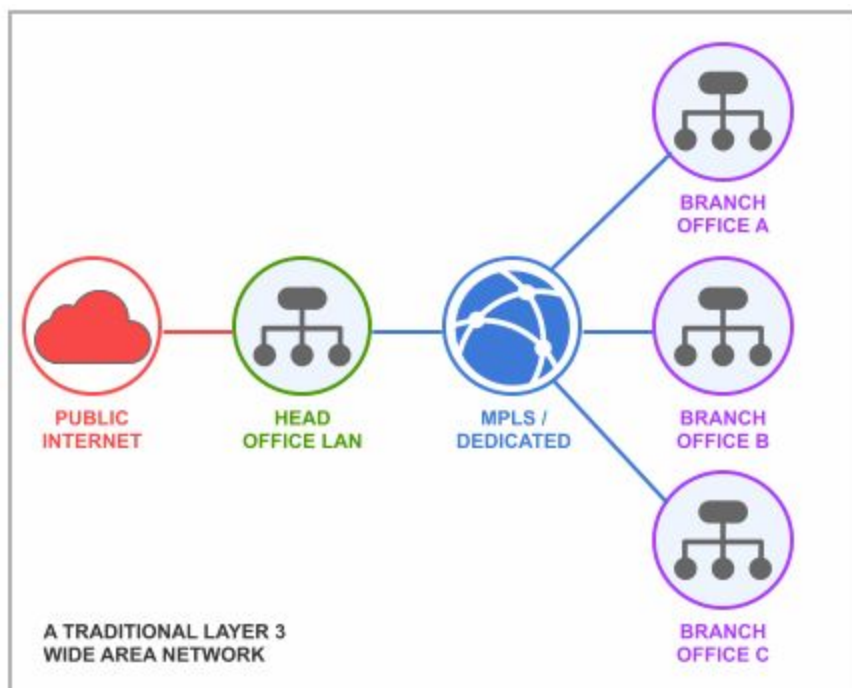 BRANCH
OFFICE A
PUBLIC
INTERNET
HEAD
OFFICE LAN
MPLS /
DEDICATED
BRANCH
OFFICE B
BRANCH
OFFICE C
A TRADITIONAL LAYER 3
WIDE AREA NETWORK